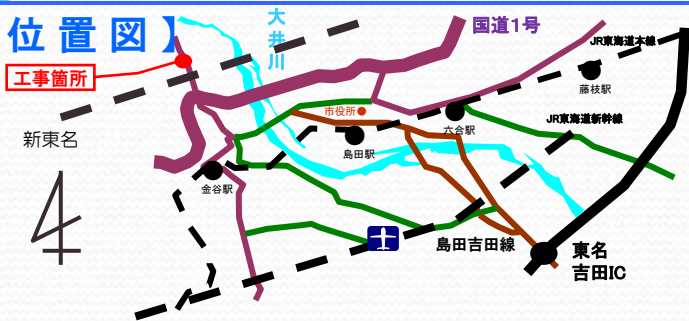 位置図】
大井川
国道1号
JR東海道本線
工事箇所
藤枝駅
市役所
JR東海道新幹線
六合駅
新東名
島田駅
金谷駅
島田吉田線
東名
吉田IC